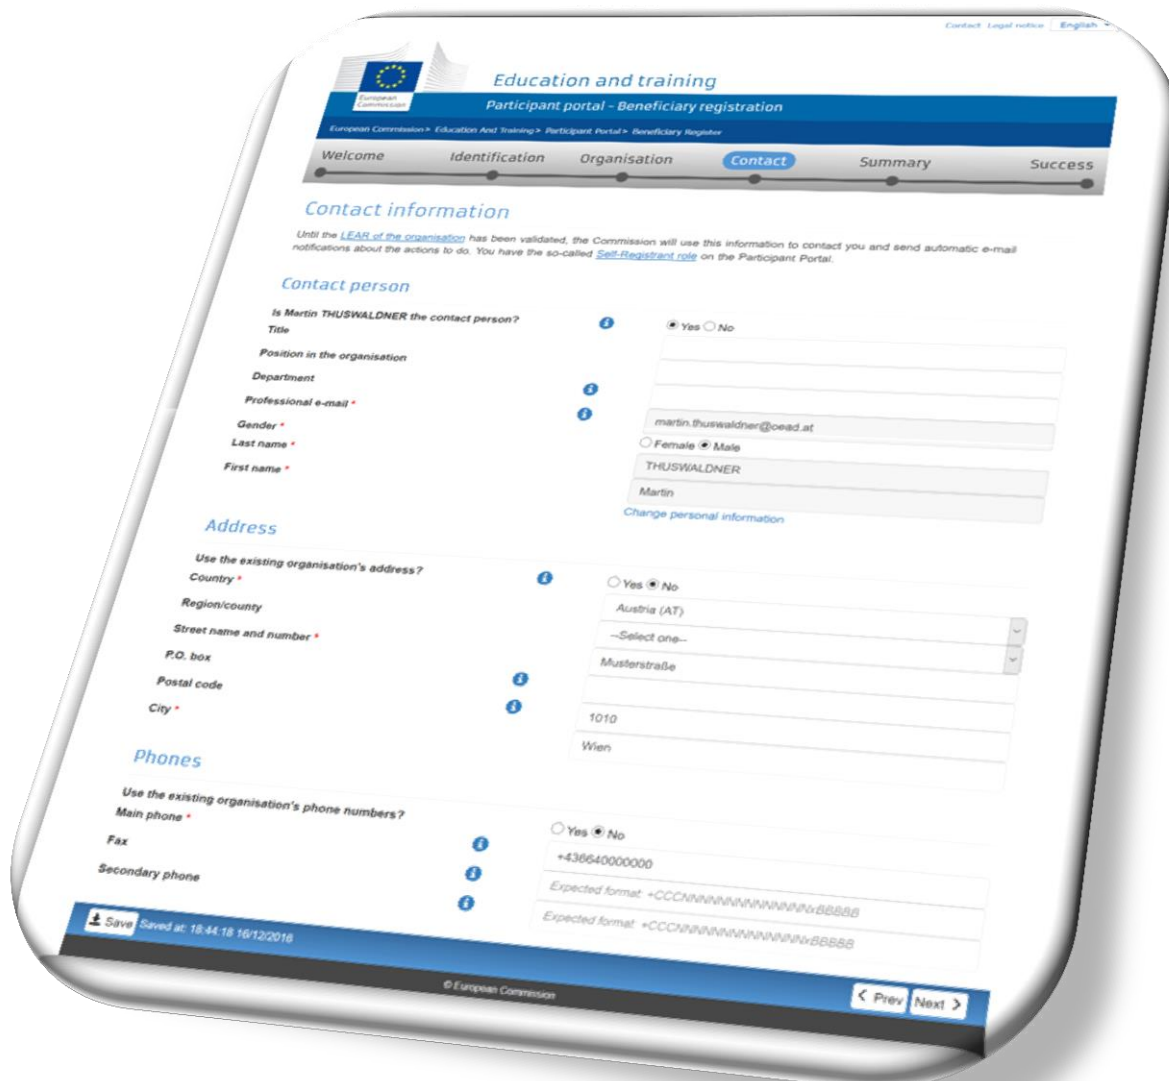 Contact Legal notice English
European Commission
Education and training
Participant portal - Beneficiary registration
European Commission > Education And Training > Participant Portal > Beneficiary Register
Welcome Identification Organisation Contact Summary Success
Contact information
Until the LEAR of the organisation has been validated, the Commission will use this information to contact you and send automatic e-mail
notifications about the actions to do. You have the so-called Self-Registrant role on the Participant Portal.
Contact person
Is Martin THUSWALDNER the contact person? Yes No
Title
Position in the organisation
Department
Professional e-mail * martin.thuswaldner@oead.at
Gender * Female Male
Last name * THUSWALDNER
First name * Martin
Change personal information
Address
Use the existing organisation's address? Yes No
Country * Austria (AT)
Region/county --Select one--
Street name and number * Musterstraße
P.O. box
Postal code 1010
City * Wien
Phones
Use the existing organisation's phone numbers? Yes No
Main phone * +436640000000
Fax Expected format: +CCCNNNNNNNNNNNNNNNxBBBBB
Secondary phone Expected format: +CCCNNNNNNNNNNNNNNNxBBBBB
Save Saved at: 18:44:18 16/12/2016
Prev Next
© European Commission